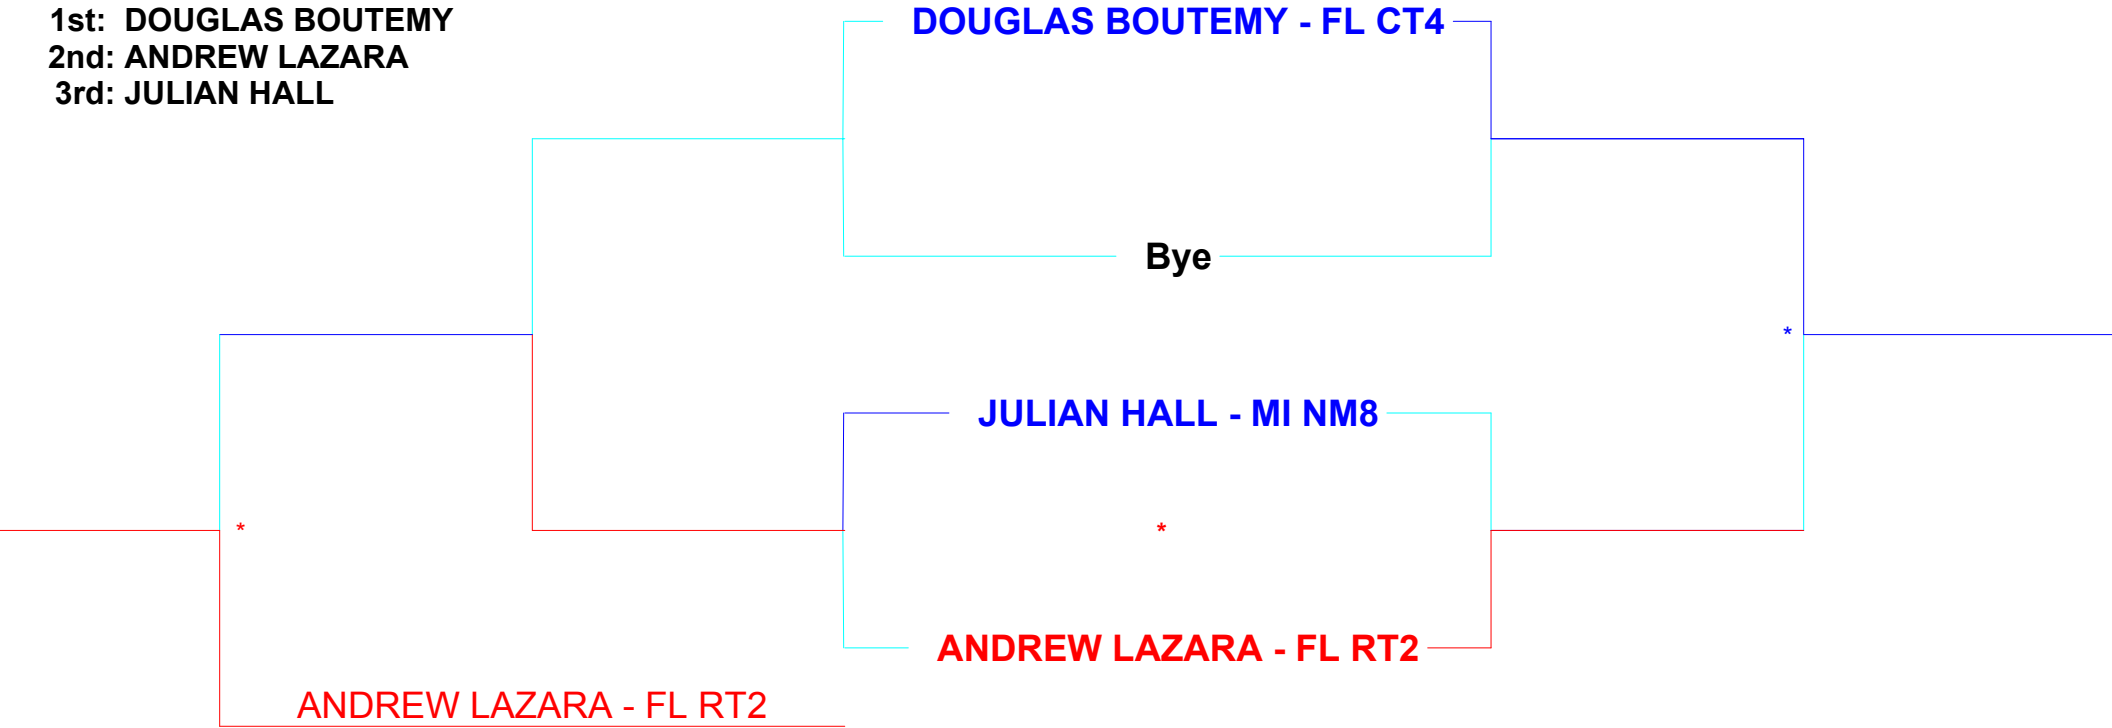 1st: DOUGLAS BOUTEMY
2nd: ANDREW LAZARA
3rd: JULIAN HALL
DOUGLAS BOUTEMY - FL CT4
Bye
*
JULIAN HALL - MI NM8
*
*
ANDREW LAZARA - FL RT2
ANDREW LAZARA - FL RT2